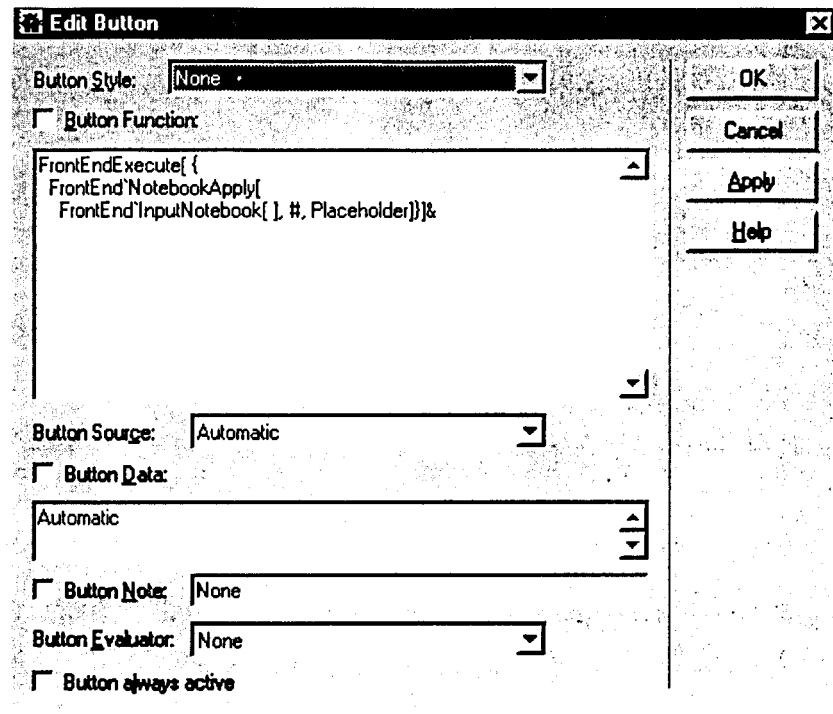 Edit Button
Button Style: None
OK
Button Function:
Cancel
FrontEndExecute[ {
FrontEnd`NotebookApply[
FrontEnd`InputNotebook[ ], #, Placeholder]}]&
Apply
Help
Button Source: Automatic
Button Data:
Automatic
Button Note: None
Button Evaluator: None
Button always active